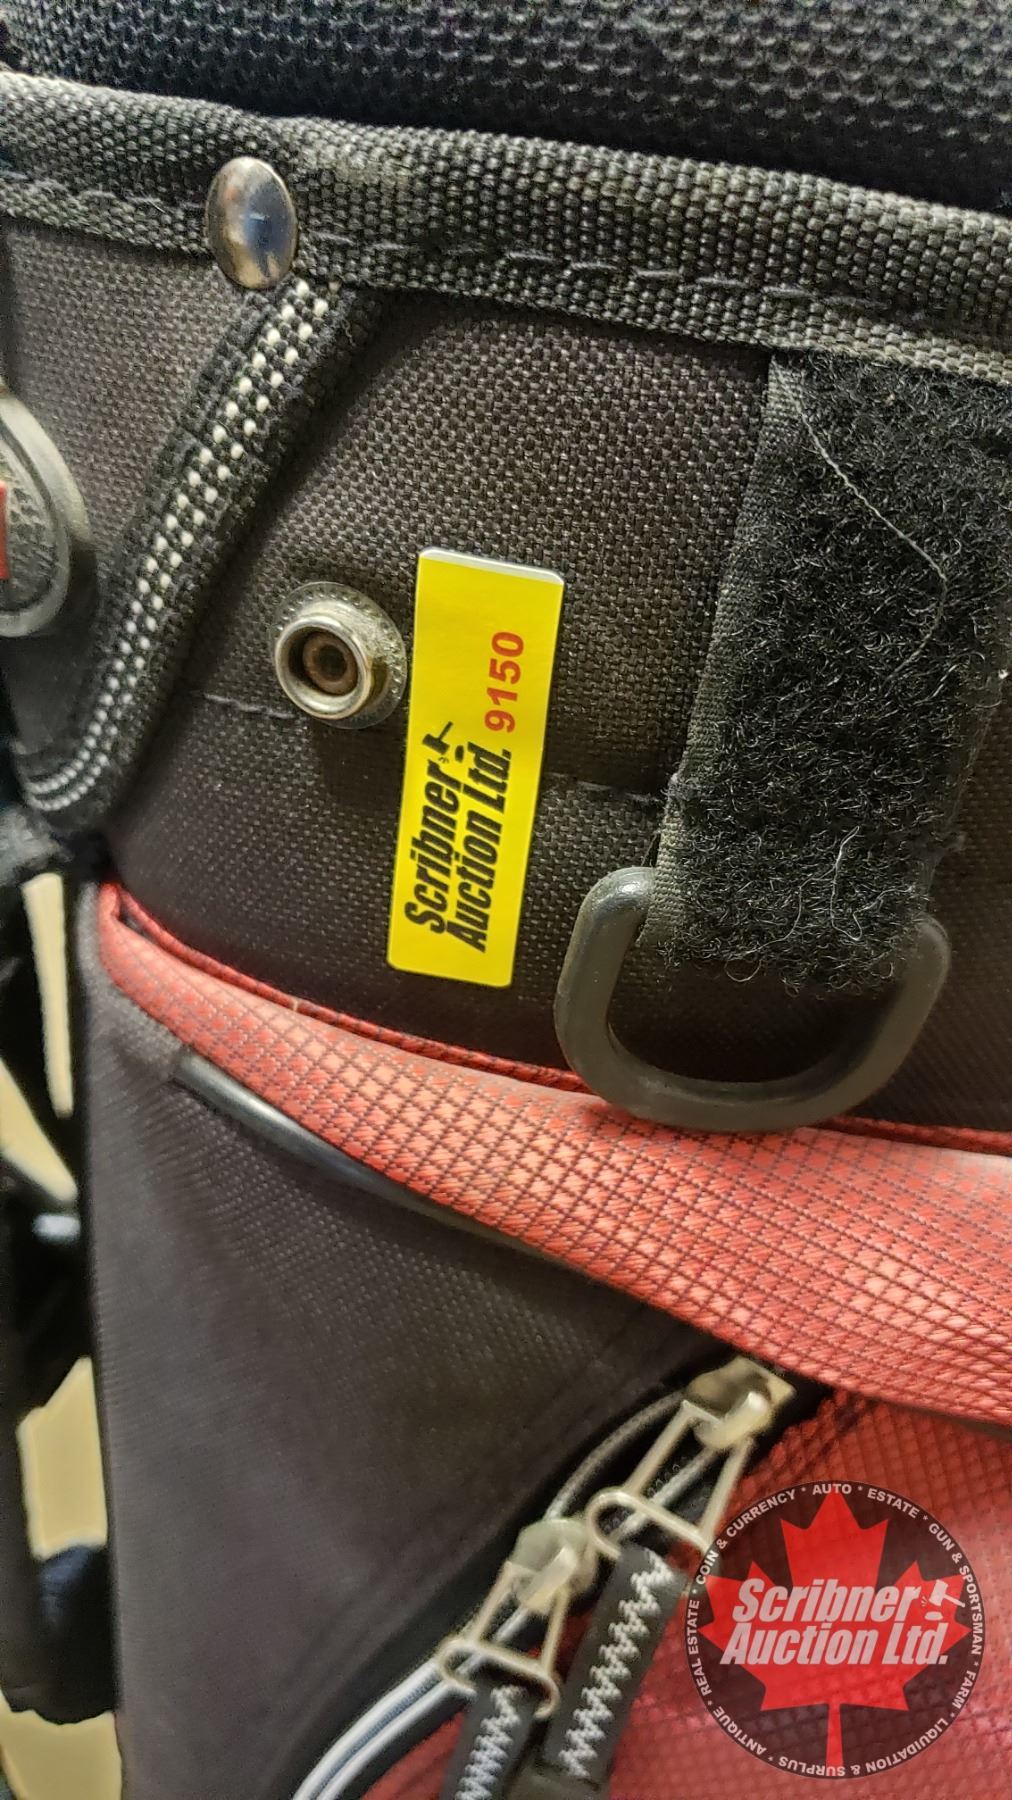 Scribner
Auction Ltd. 9150
COIN & CURRENCY * AUTO * ESTATE * GUN & SPORTSMAN * FARM * LIQUIDATION & SURPLUS * ANTIQUE * REAL ESTATE *
Scribner
Auction Ltd.